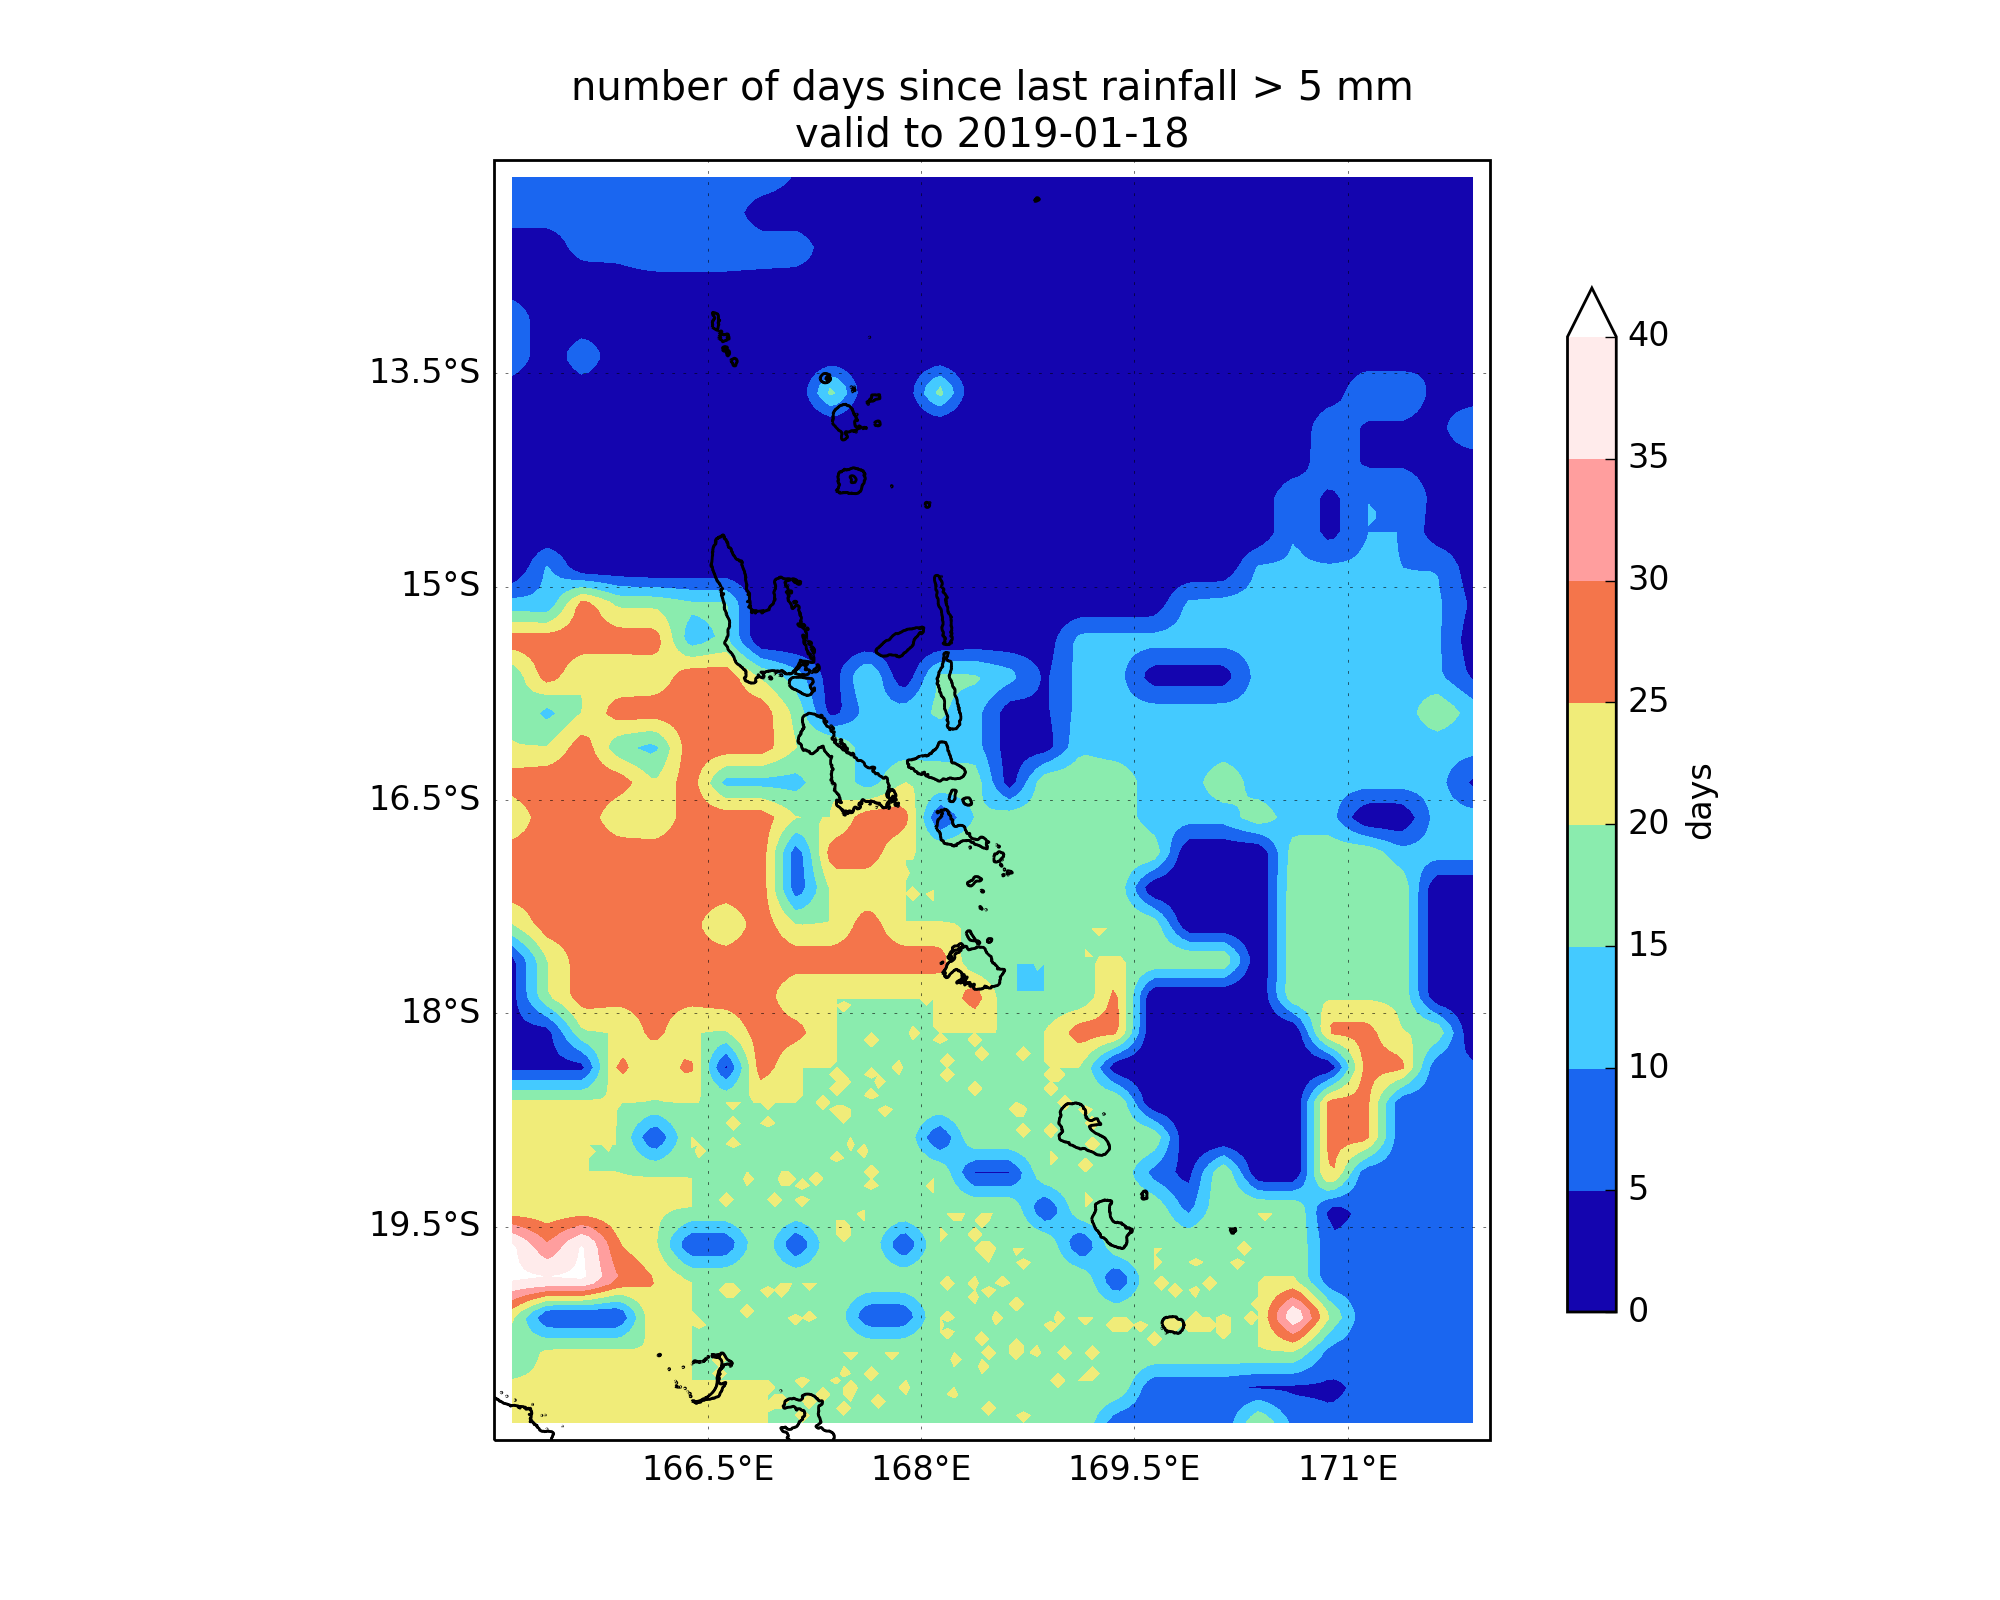 number of days since last rainfall > 5 mm
valid to 2019-01-18
13.5°S
15°S
16.5°S
18°S
19.5°S
166.5°E
168°E
169.5°E
171°E
40
35
30
25
20
15
10
5
0
days